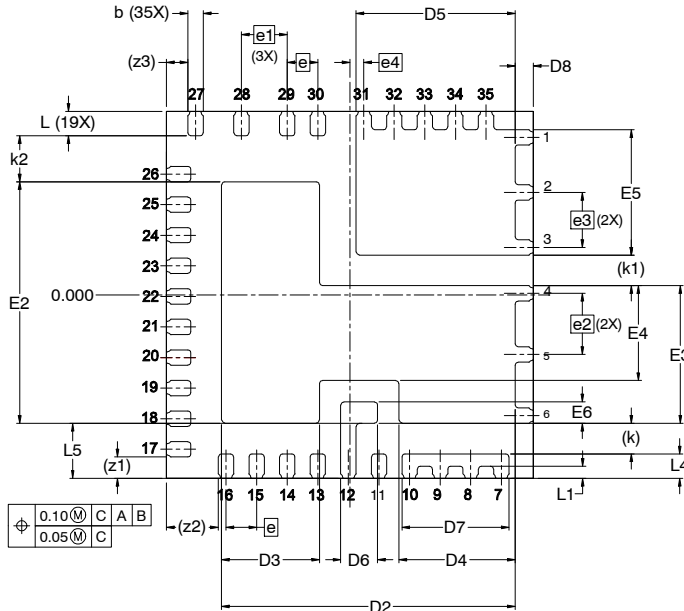 b (35X)
e1
(3X)
e
D5
e4
D8
(z3)
27
28
29
30
31
32
33
34
35
L (19X)
k2
1
26
2
25
E5
24
3
e3 (2X)
23
(k1)
E2
0.000
22
4
21
e2 (2X)
E4
E3
20
5
19
18
6
E6
17
L5
(z1)
(k)
L4
16
15
14
13
12
11
10
9
8
7
L1
0.10 Ⓜ C A B
0.05 Ⓜ C
(z2)
e
D7
D3
D6
D4
D2